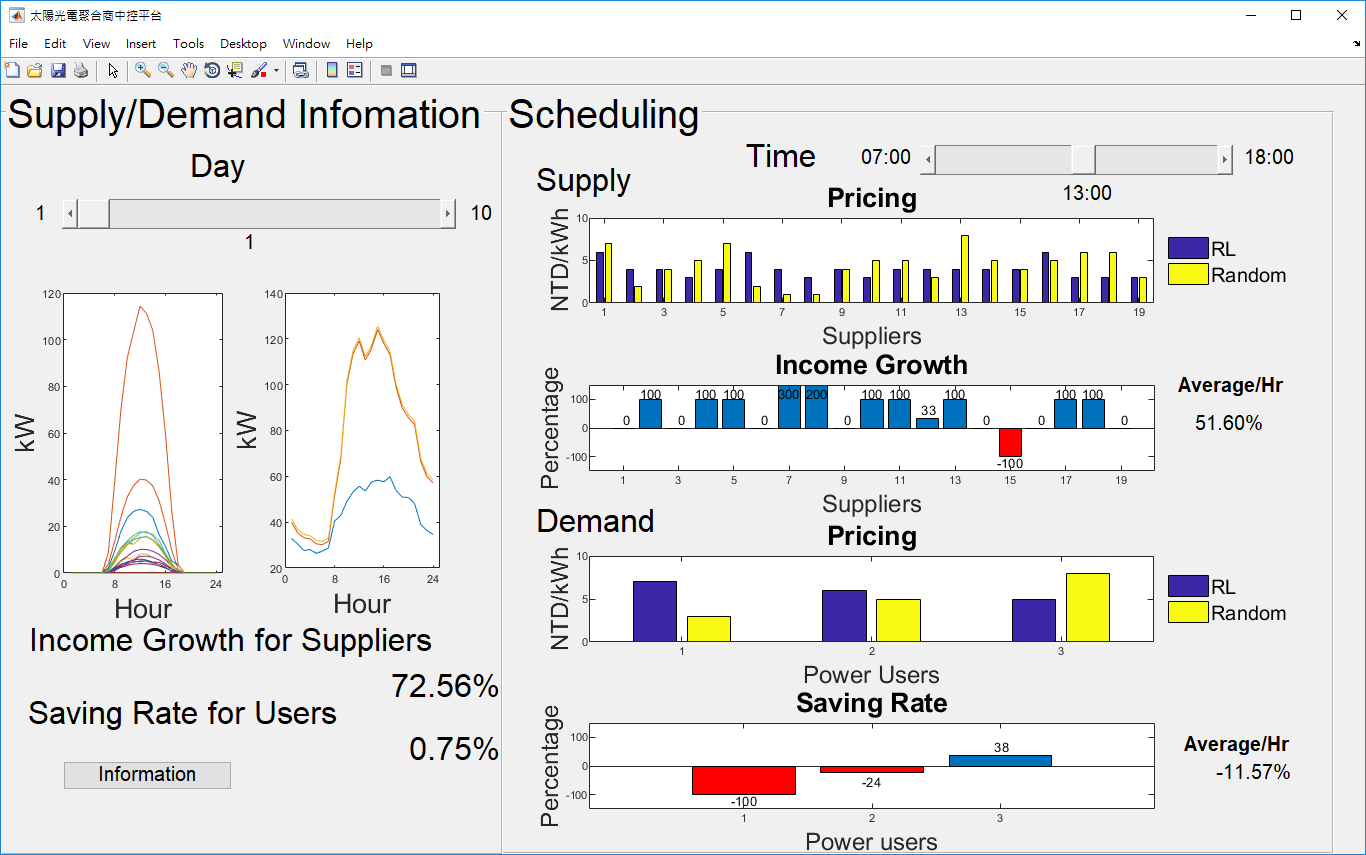 太陽光電聚合商中控平台
File Edit View Insert Tools Desktop Window Help
Supply/Demand Infomation
Day
1 10
1
120
100
80
60
40
20
0
kW
0 8 16 24
Hour
140
120
100
80
60
40
20
kW
0 8 16 24
Hour
Income Growth for Suppliers
72.56%
Saving Rate for Users
0.75%
Information
Scheduling
Time 07:00 18:00
13:00
Supply
Pricing
NTD/kWh
10
5
0
1 3 5 7 9 11 13 15 17 19
Suppliers
RL
Random
Income Growth
Percentage
100
0
-100
0 100 0 100 100 0 300 200 0 100 100 33 100 0 -100 0 100 100 0
1 3 5 7 9 11 13 15 17 19
Suppliers
Average/Hr
51.60%
Demand
Pricing
NTD/kWh
10
5
0
1 2 3
Power Users
RL
Random
Saving Rate
Percentage
100
0
-100
-100 -24 38
1 2 3
Power users
Average/Hr
-11.57%